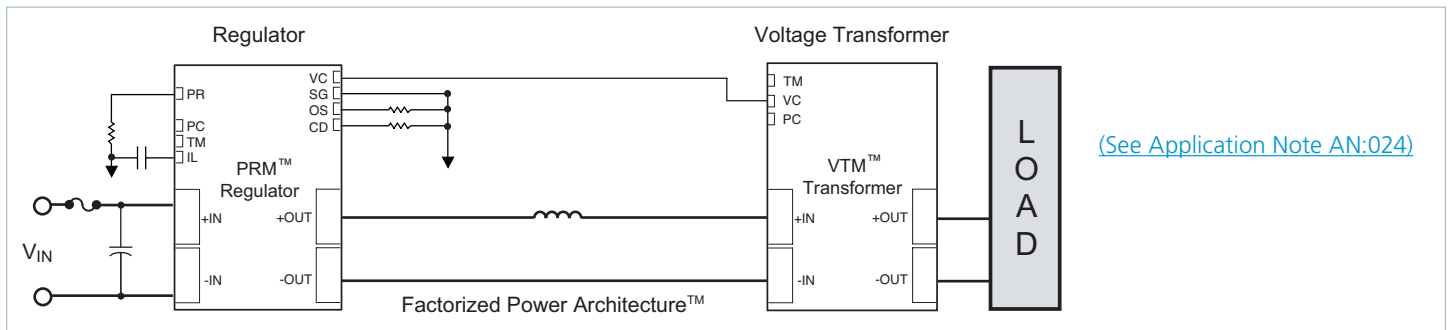 Regulator
Voltage Transformer
VC
SG
OS
CD
PR
PC
TM
IL
PRM™
Regulator
+IN
-IN
+OUT
-OUT
VIN
Factorized Power Architecture™
TM
VC
PC
VTM™
Transformer
+IN
-IN
+OUT
-OUT
L
O
A
D
(See Application Note AN:024)